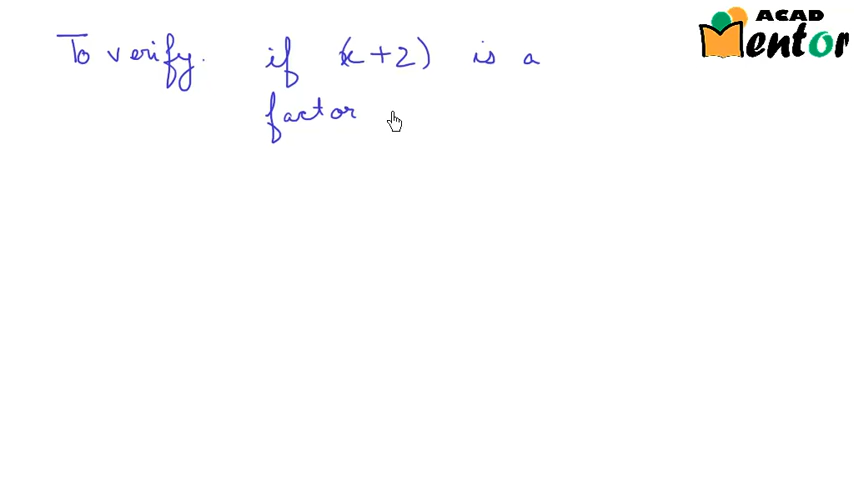 To verify. if (x+2) is a
factor
ACAD
mentor